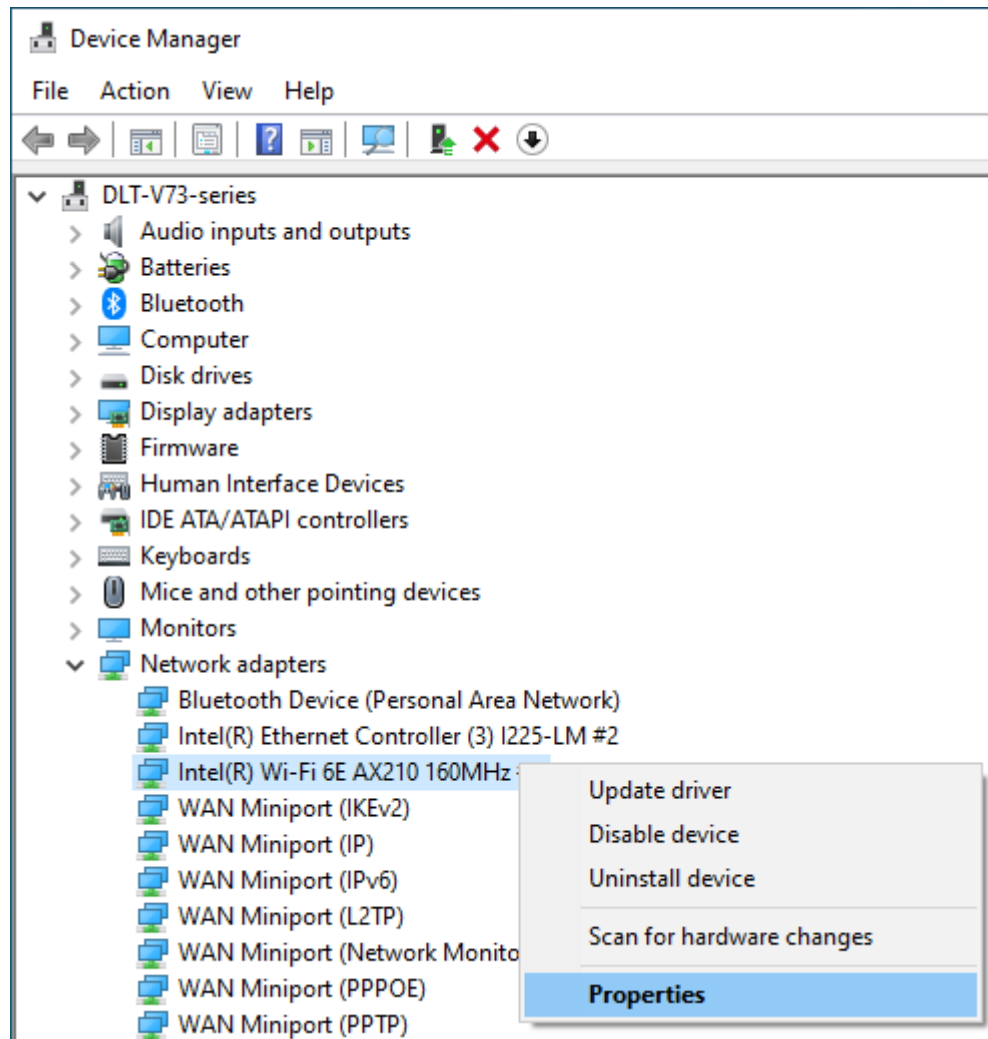 Device Manager
File Action View Help
DLT-V73-series
Audio inputs and outputs
Batteries
Bluetooth
Computer
Disk drives
Display adapters
Firmware
Human Interface Devices
IDE ATA/ATAPI controllers
Keyboards
Mice and other pointing devices
Monitors
Network adapters
Bluetooth Device (Personal Area Network)
Intel(R) Ethernet Controller (3) I225-LM #2
Intel(R) Wi-Fi 6E AX210 160MHz
WAN Miniport (IKEv2)
WAN Miniport (IP)
WAN Miniport (IPv6)
WAN Miniport (L2TP)
WAN Miniport (Network Monito
WAN Miniport (PPPOE)
WAN Miniport (PPTP)
Update driver
Disable device
Uninstall device
Scan for hardware changes
Properties